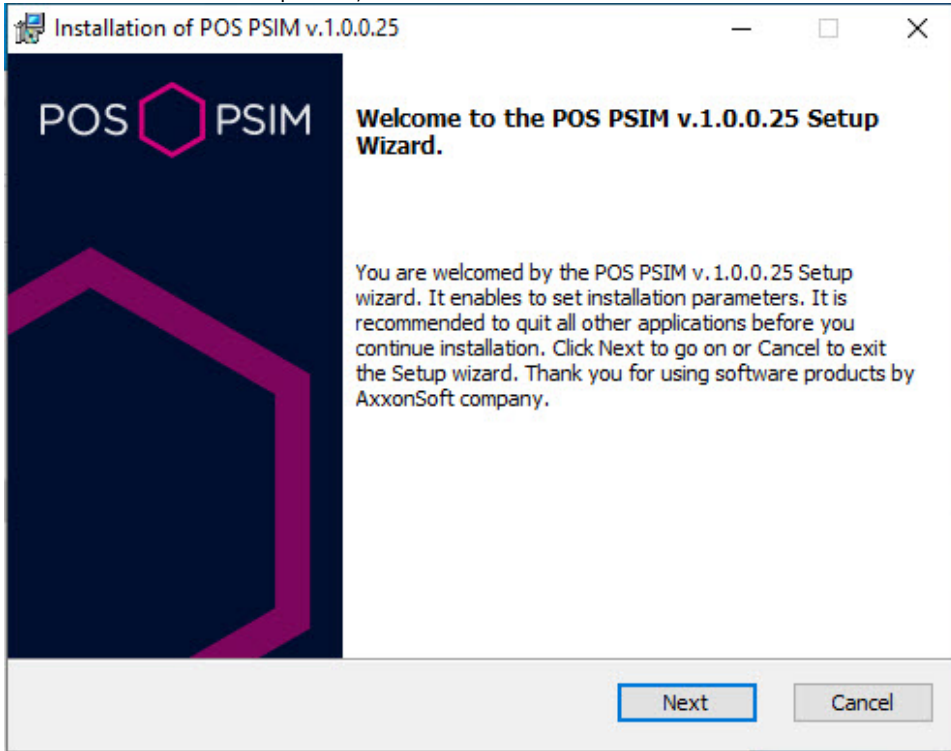 Installation of POS PSIM v.1.0.0.25
POS PSIM
Welcome to the POS PSIM v.1.0.0.25 Setup
Wizard.
You are welcomed by the POS PSIM v.1.0.0.25 Setup
wizard. It enables to set installation parameters. It is
recommended to quit all other applications before you
continue installation. Click Next to go on or Cancel to exit
the Setup wizard. Thank you for using software products by
AxxonSoft company.
Next
Cancel